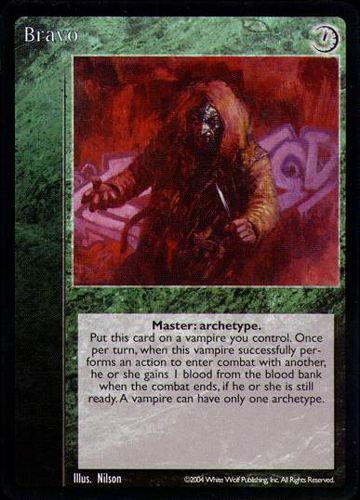 Bravo
Master: archetype.
Put this card on a vampire you control. Once
per turn, when this vampire successfully per-
forms an action to enter combat with another,
he or she gains 1 blood from the blood bank
when the combat ends, if he or she is still
ready. A vampire can have only one archetype.
Illus. Nilson
©2004 White Wolf Publishing, Inc. All Rights Reserved.